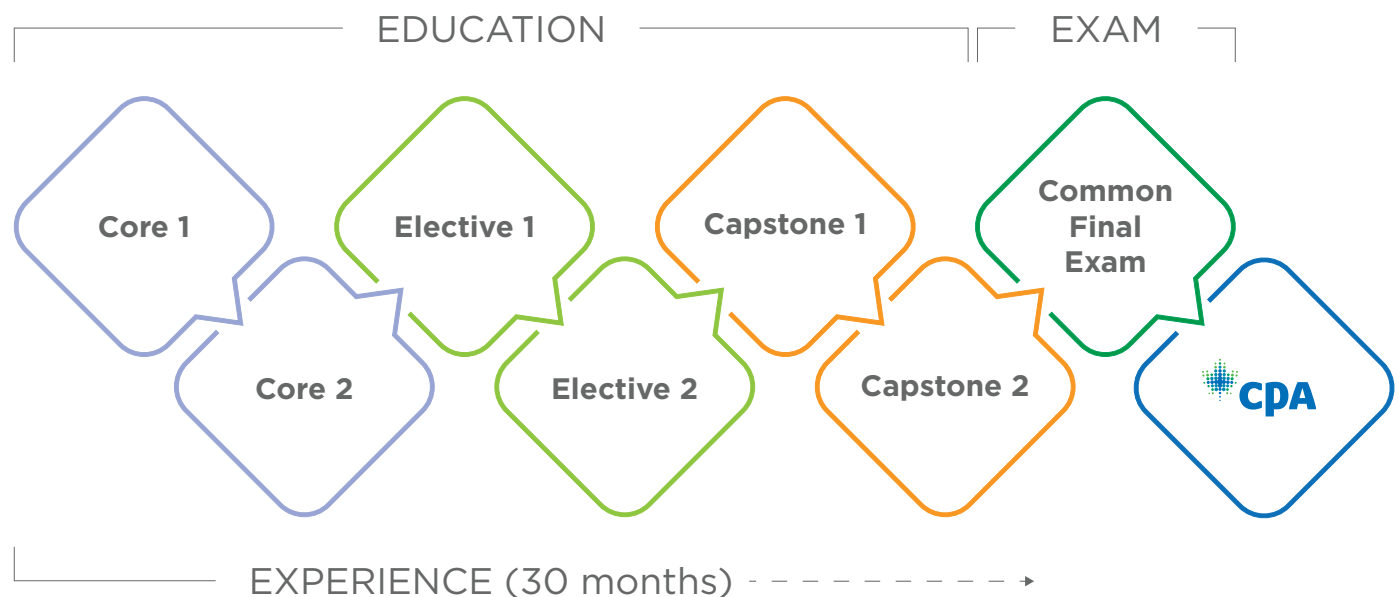 EDUCATION
EXAM
Core 1
Elective 1
Capstone 1
Common
Final
Exam
Core 2
Elective 2
Capstone 2
cpa
EXPERIENCE (30 months)